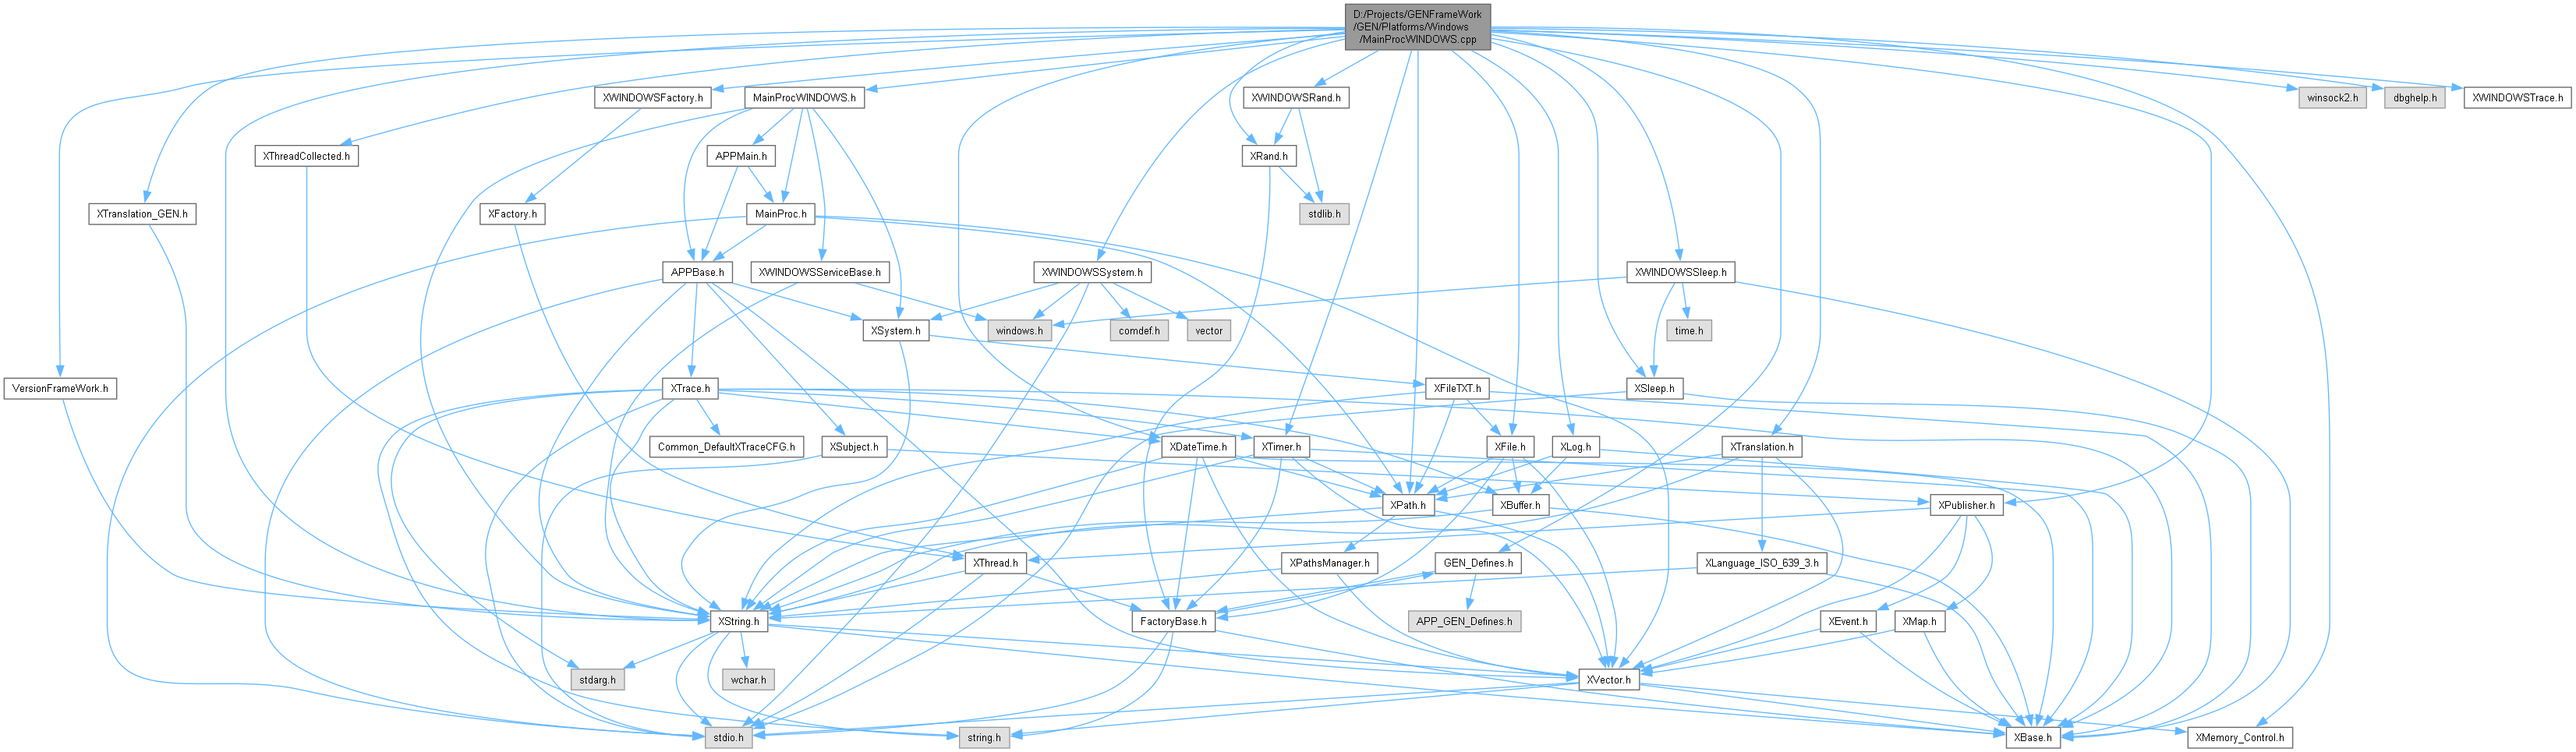 D:/Projects/GENFrameWork
/GEN/Platforms/Windows
/MainProcWINDOWS.cpp
XWINDOWSFactory.h
MainProcWINDOWS.h
XWINDOWSRand.h
winsock2.h
dbghelp.h
XWINDOWSTrace.h
XThreadCollected.h
APPMain.h
XRand.h
XTranslation_GEN.h
XFactory.h
MainProc.h
stdlib.h
APPBase.h
XWINDOWSServiceBase.h
XWINDOWSSystem.h
XWINDOWSSleep.h
XSystem.h
windows.h
comdef.h
vector
time.h
VersionFrameWork.h
XTrace.h
XFileTXT.h
XSleep.h
Common_DefaultXTraceCFG.h
XSubject.h
XDateTime.h
XTimer.h
XFile.h
XLog.h
XTranslation.h
XPath.h
XBuffer.h
XPublisher.h
XThread.h
XPathsManager.h
GEN_Defines.h
XLanguage_ISO_639_3.h
XString.h
FactoryBase.h
APP_GEN_Defines.h
XEvent.h
XMap.h
stdarg.h
wchar.h
XVector.h
stdio.h
string.h
XBase.h
XMemory_Control.h